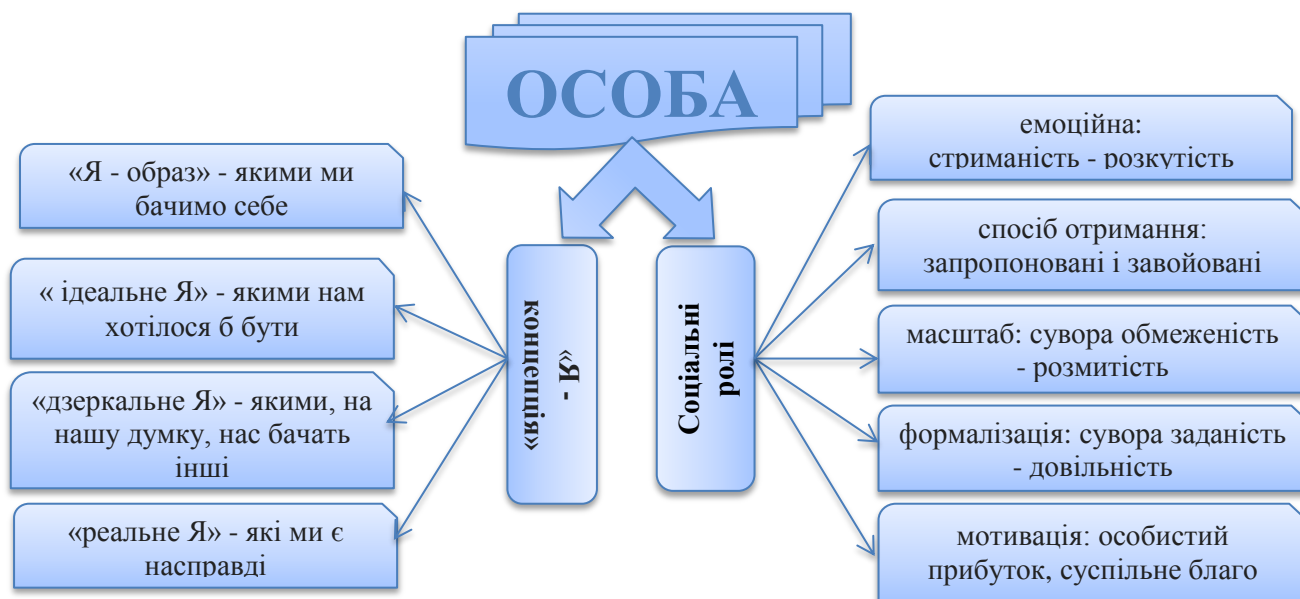 ОСОБА
«Я - образ» - якими ми
бачимо себе
« ідеальне Я» - якими нам
хотілося б бути
«дзеркальне Я» - якими, на
нашу думку, нас бачать
інші
«реальне Я» - які ми є
насправді
«Я -
концепція»
Соціальні
ролі
емоційна:
стриманість - розкутість
спосіб отримання:
запропоновані і завойовані
масштаб: сувора обмеженість
- розмитість
формалізація: сувора заданість
- довільність
мотивація: особистий
прибуток, суспільне благо